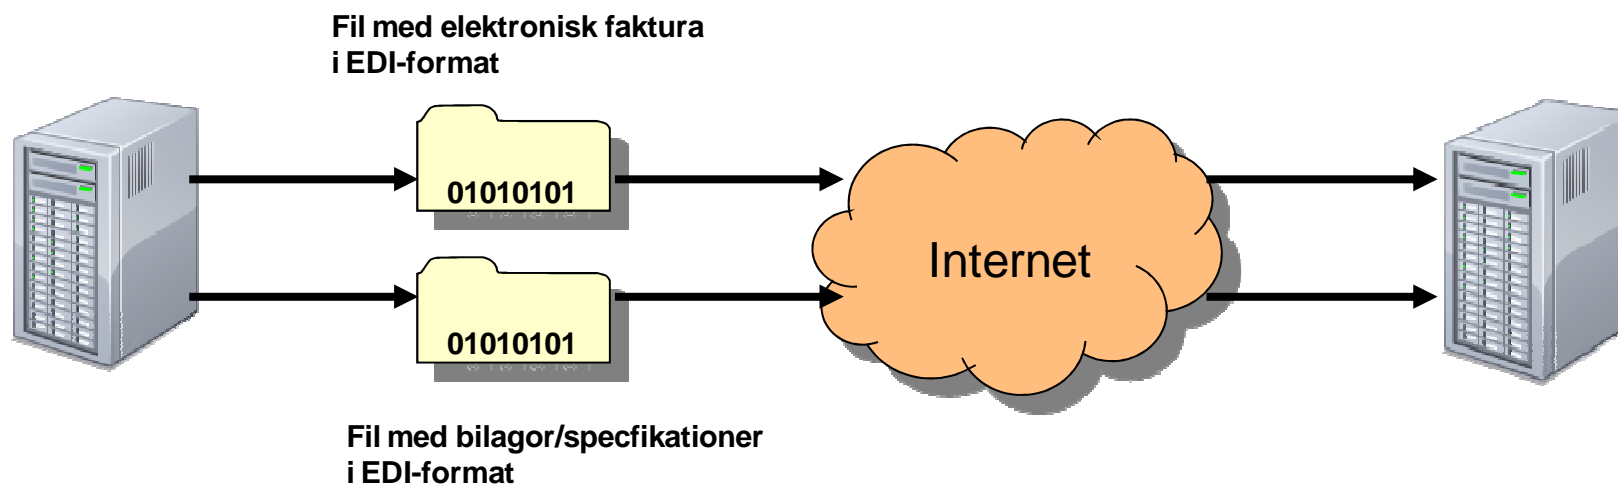 Fil med elektronisk faktura
i EDI-format
01010101
Internet
01010101
Fil med bilagor/specfikationer
i EDI-format